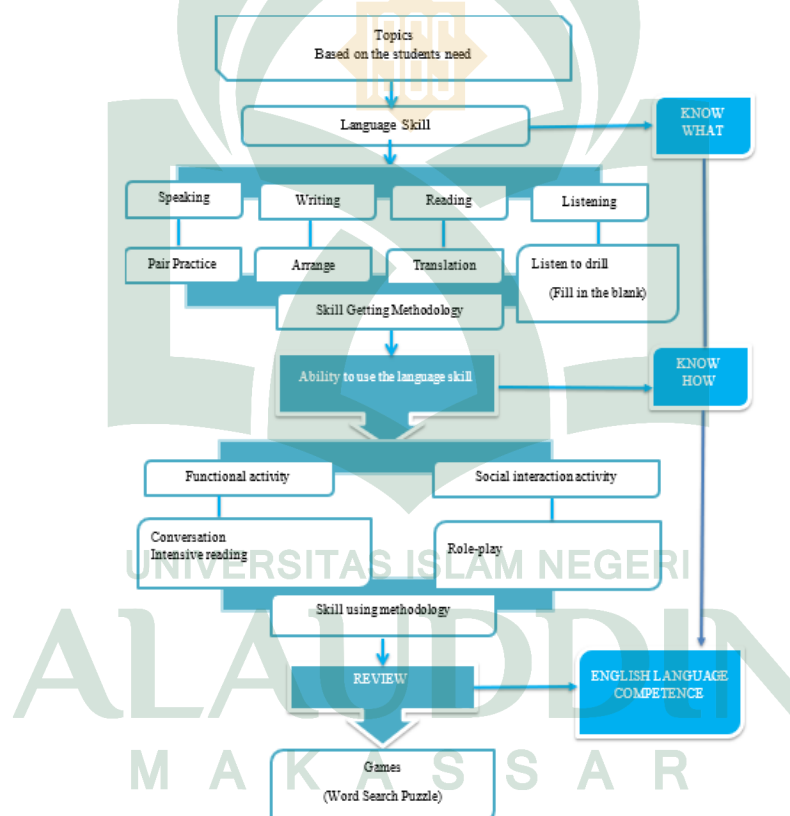 Topics
Based on the students need
Language Skill
KNOW
WHAT
Speaking
Writing
Reading
Listening
Pair Practice
Arrange
Translation
Listen to drill
(Fill in the blank)
Skill Getting Methodology
Ability to use the language skill
KNOW
HOW
Functional activity
Social interaction activity
Conversation
Intensive reading
Role-play
UNIVERSITAS ISLAM NEGERI
Skill using methodology
ALAUDDIN
REVIEW
ENGLISH LANGUAGE
COMPETENCE
MAKASSAR
Games
(Word Search Puzzle)
1965